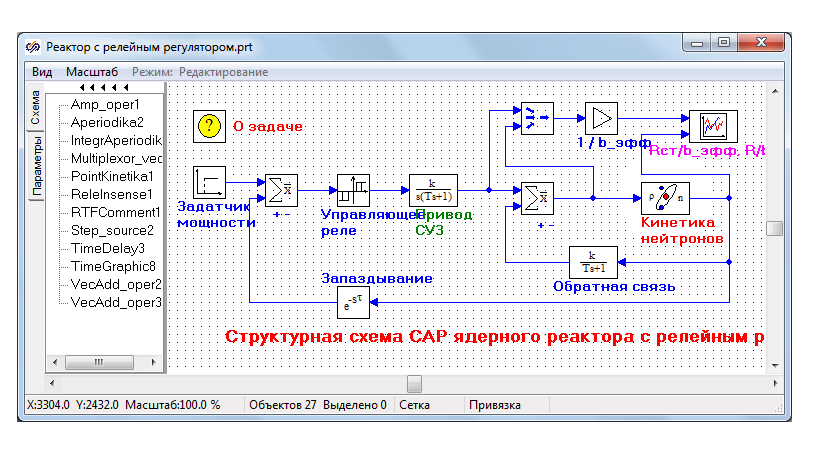 Реактор с релейным регулятором.prt
Вид Масштаб Режим: Редактирование
Схема
Параметры
Amp_oper1
Aperiodika2
IntegrAperiodik
Multiplexor_vec
PointKinetika1
ReleInsense1
RTFComment1
Step_source2
TimeDelay3
TimeGraphic8
VecAdd_oper2
VecAdd_oper3
?
О задаче
1 / b_эфф
Rст/b_эфф, R/b
Задатчик
мощности
Σx⃗
+ -
Управляющее
реле
k
s(Ts+1)
Привод
СУЗ
Σx⃗
+ -
ρ n
Кинетика
нейтронов
k
Ts+1
Обратная связь
Запаздывание
e^-sτ
Структурная схема САР ядерного реактора с релейным р
X:3304.0 Y:2432.0 Масштаб:100.0 % Объектов 27 Выделено 0 Сетка Привязка